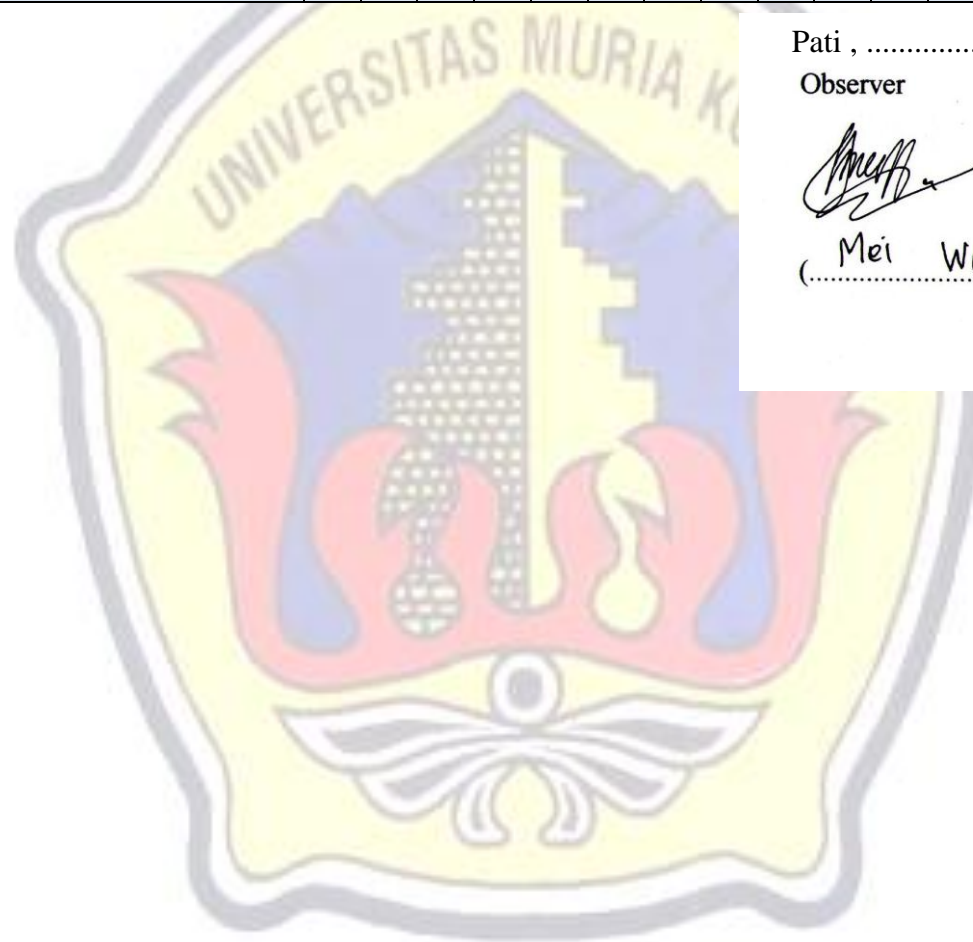 UNIVERSITAS MURIA
Pati , ..............
Observer
( Mei